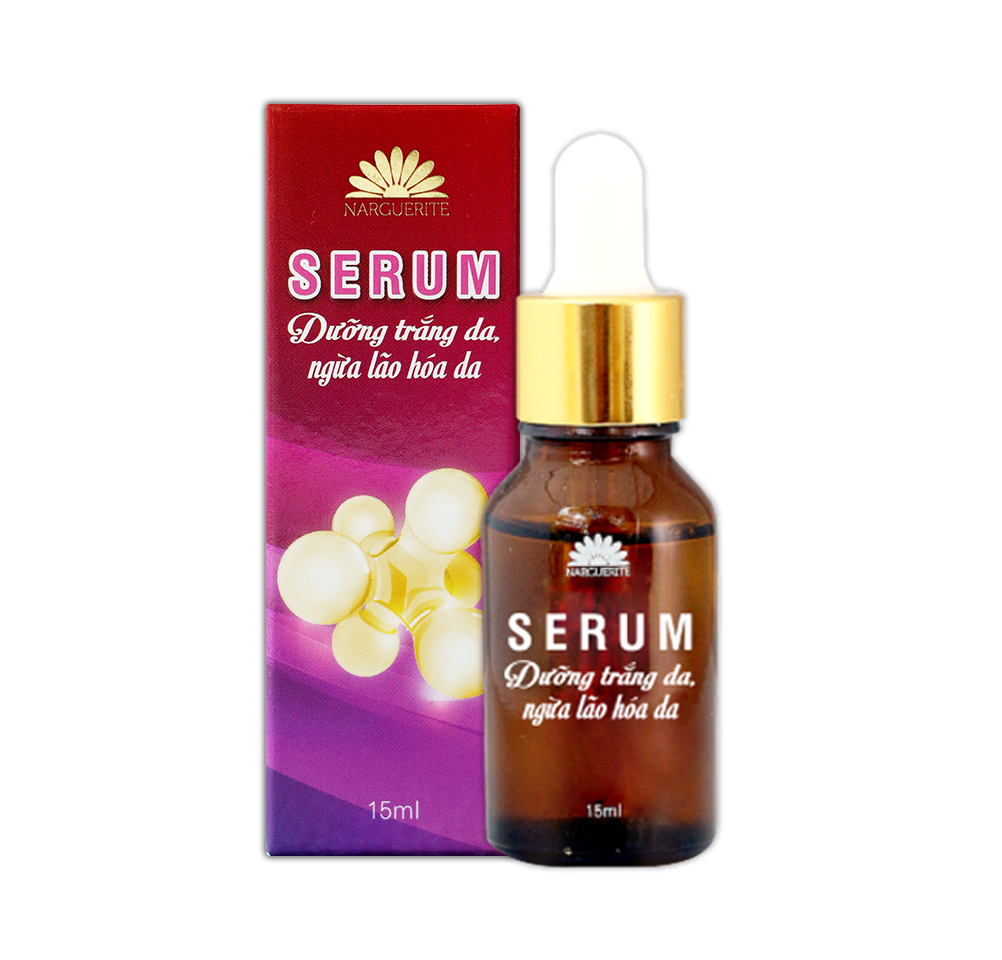 NARGUERITE
SERUM
Dưỡng trắng da,
ngừa lão hóa da
15ml
NARGUERITE
SERUM
Dưỡng trắng da,
ngừa lão hóa da
15ml